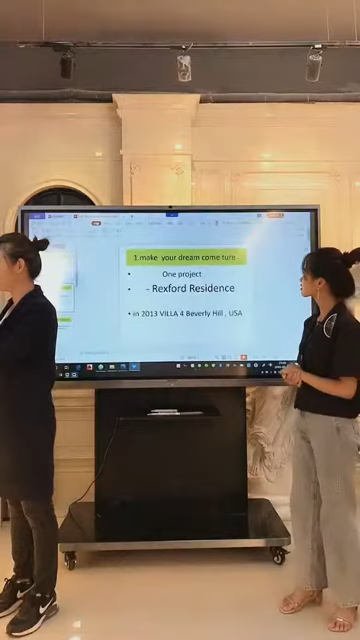 1.make your dream come ture
One project
- Rexford Residence
in 2013 VILLA 4 Beverly Hill , USA